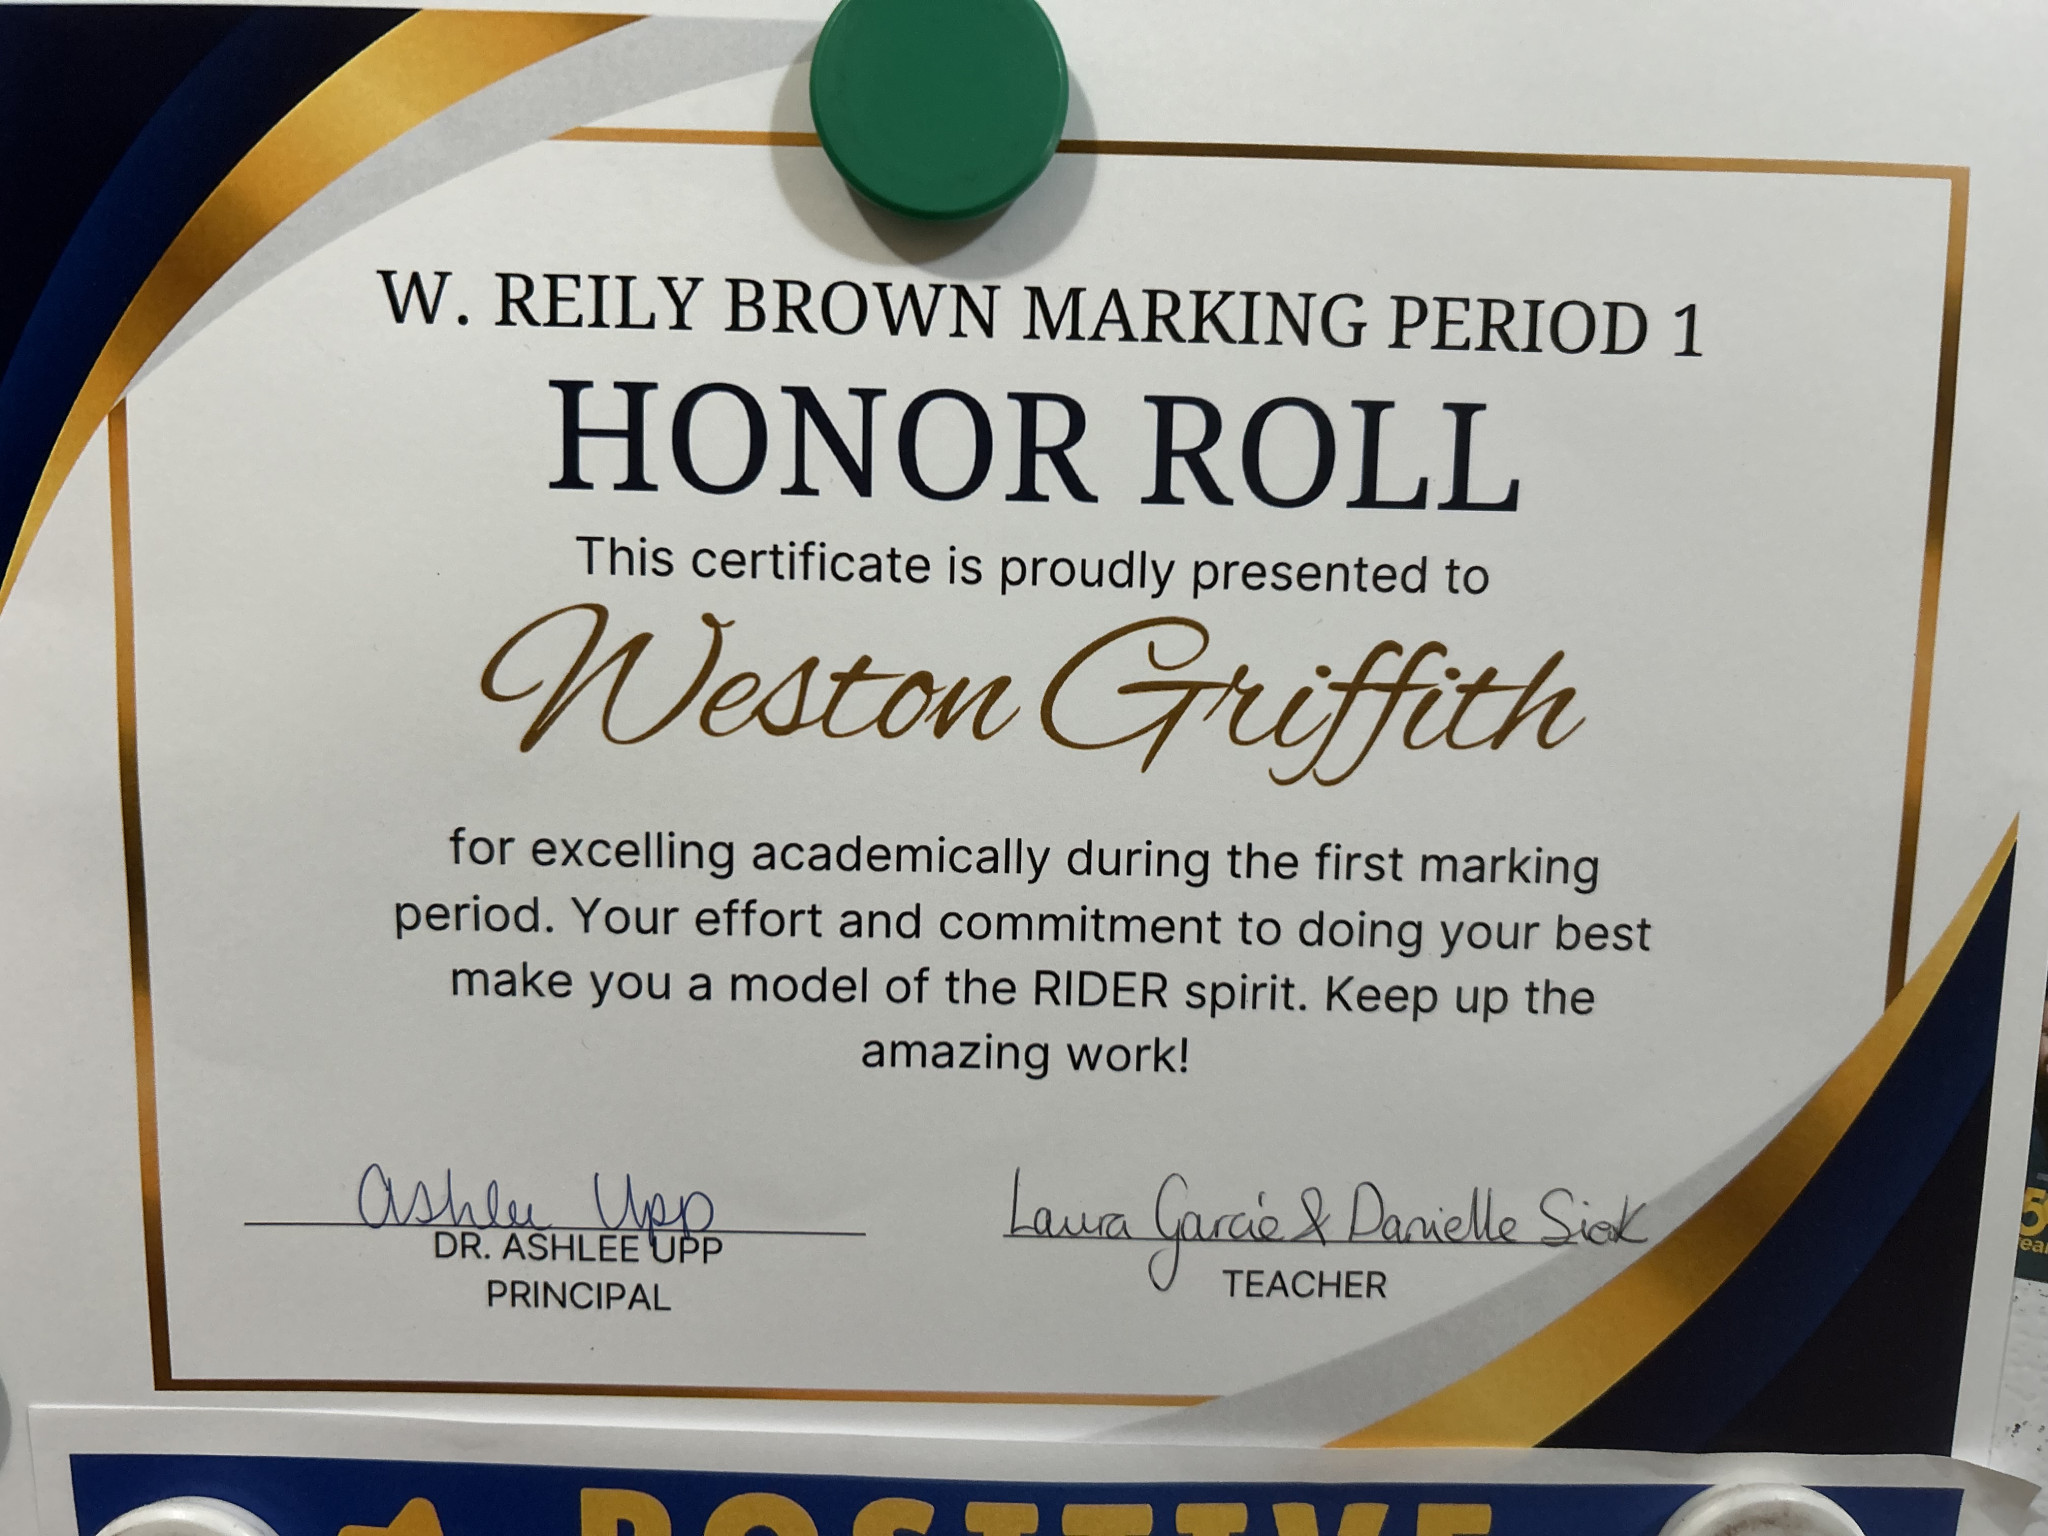 W. REILY BROWN MARKING PERIOD 1
HONOR ROLL
This certificate is proudly presented to
Weston Griffith
for excelling academically during the first marking
period. Your effort and commitment to doing your best
make you a model of the RIDER spirit. Keep up the
amazing work!
Ashlee Upp
DR. ASHLEE UPP
PRINCIPAL
Laura Garcia & Danielle
TEACHER
POSITIVE